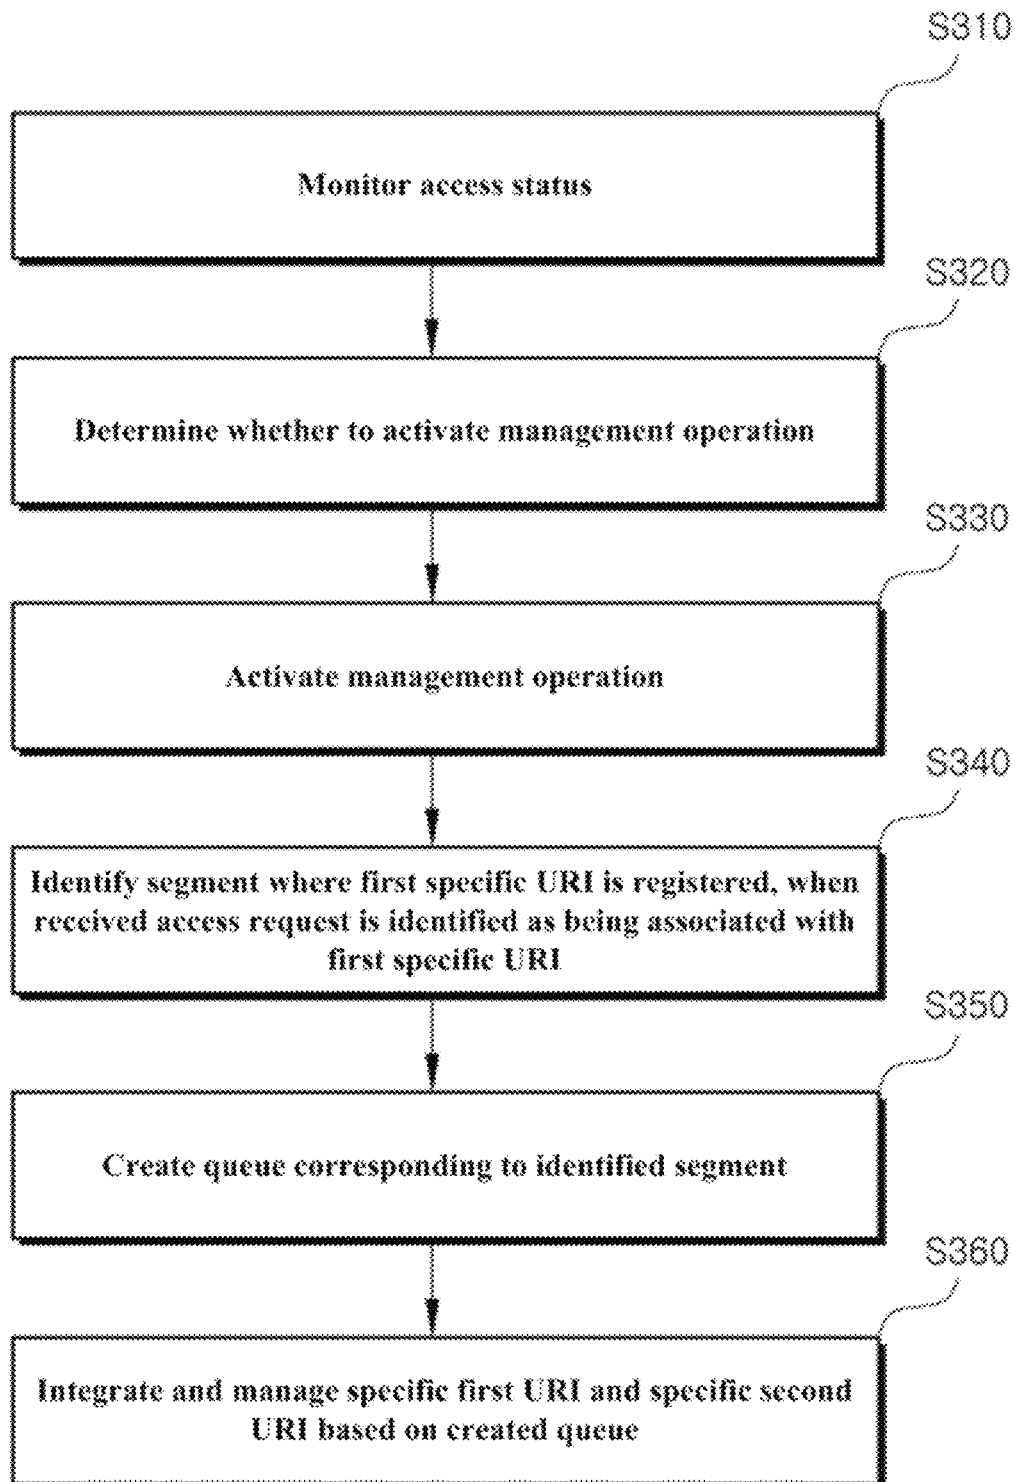 S310
Monitor access status
S320
Determine whether to activate management operation
S330
Activate management operation
S340
Identify segment where first specific URI is registered, when
received access request is identified as being associated with
first specific URI
S350
Create queue corresponding to identified segment
S360
Integrate and manage specific first URI and specific second
URI based on created queue